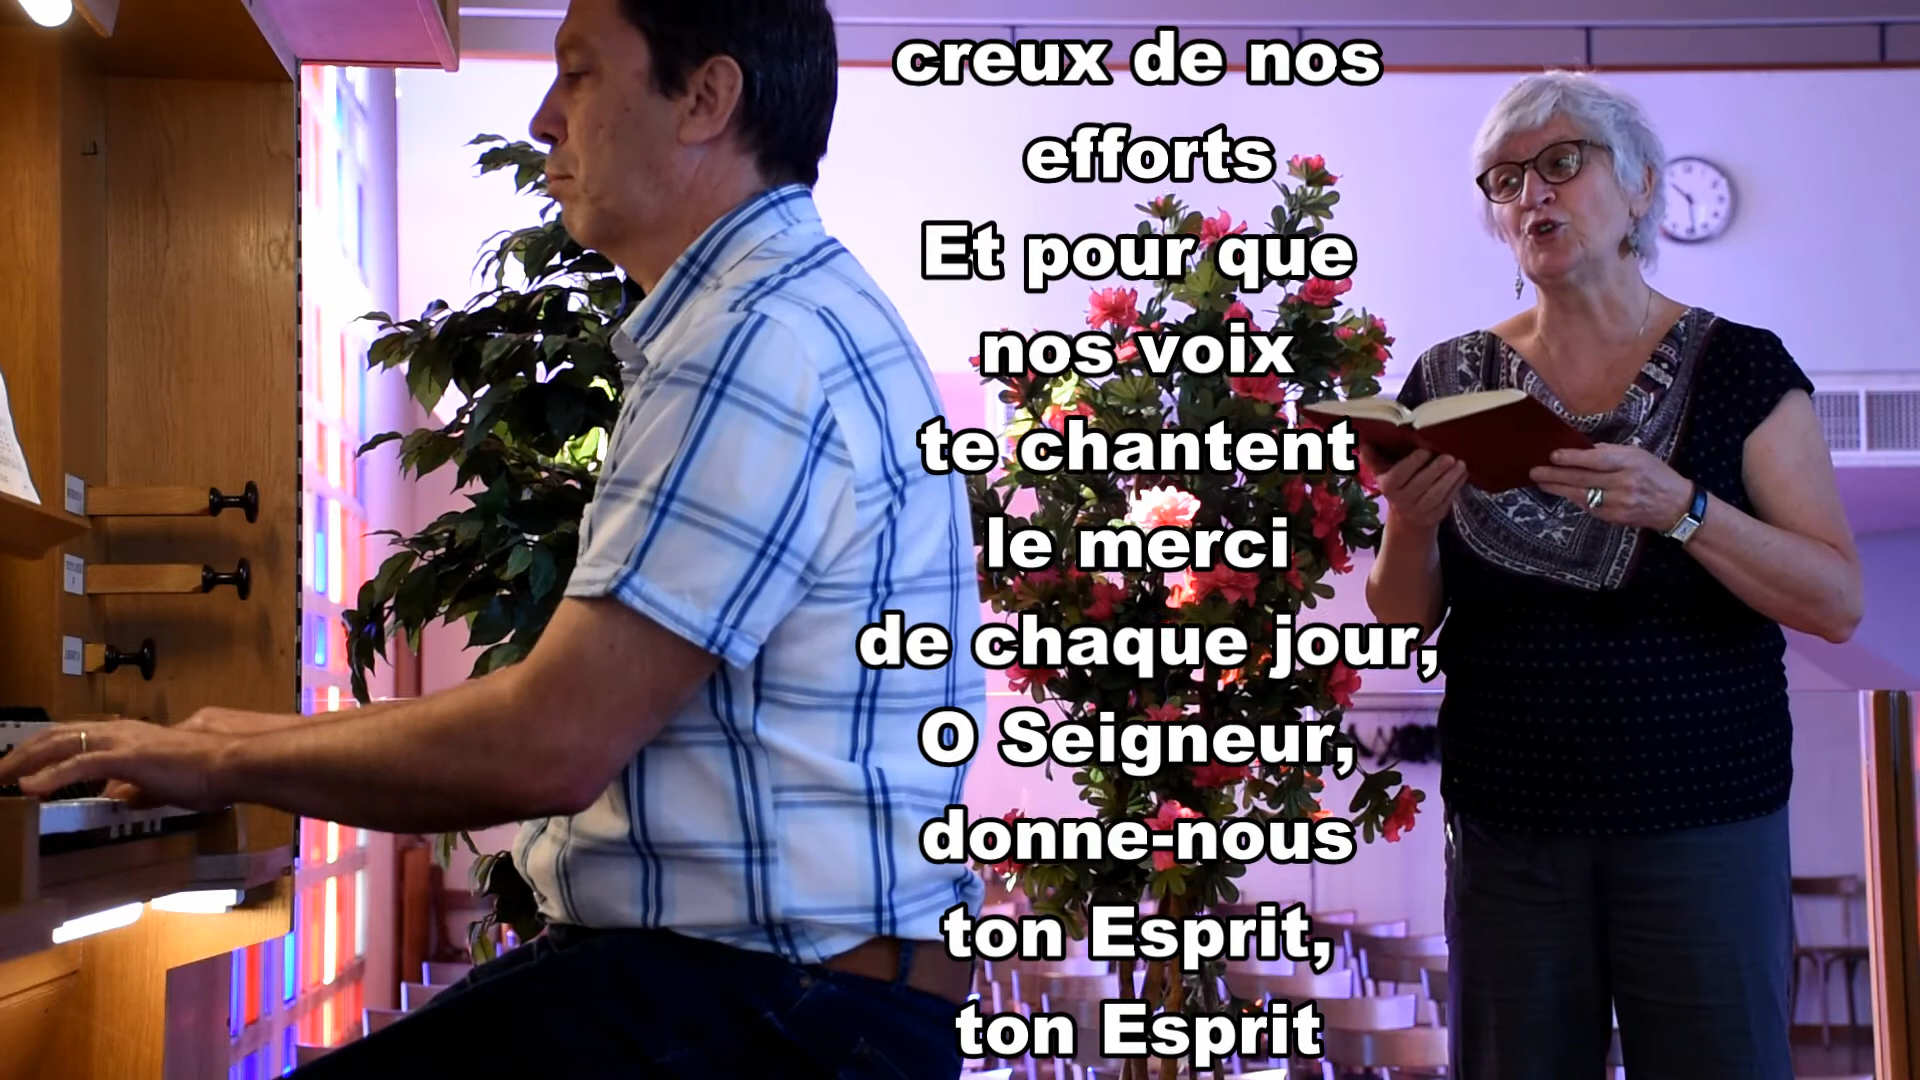 creux de nos
efforts
Et pour que
nos voix
te chantent
le merci
de chaque jour,
O Seigneur,
donne-nous
ton Esprit,
ton Esprit